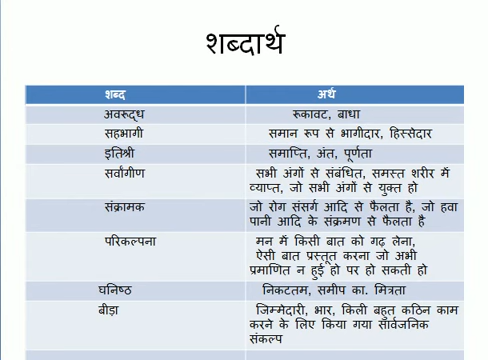 शब्दार्थ
शब्द अर्थ
अवरूद्ध रूकावट, बाधा
सहभागी समान रूप से भागीदार, हिस्सेदार
इतिश्री समाप्ति, अंत, पूर्णता
सर्वांगीण सभी अंगों से संबंधित, समस्त शरीर में
व्याप्त, जो सभी अंगों से युक्त हो
संक्रामक जो रोग संसर्ग आदि से फैलता है, जो हवा
पानी आदि के संक्रमण से फैलता है
परिकल्पना मन में किसी बात को गढ़ लेना,
ऐसी बात प्रस्तूत करना जो अभी
प्रमाणित न हुई हो पर हो सकती हो
घनिष्ठ निकटतम, समीप का. मित्रता
बीड़ा जिम्मेदारी, भार, किली बहुत कठिन काम
करने के लिए किया गया सार्वजनिक
संकल्प